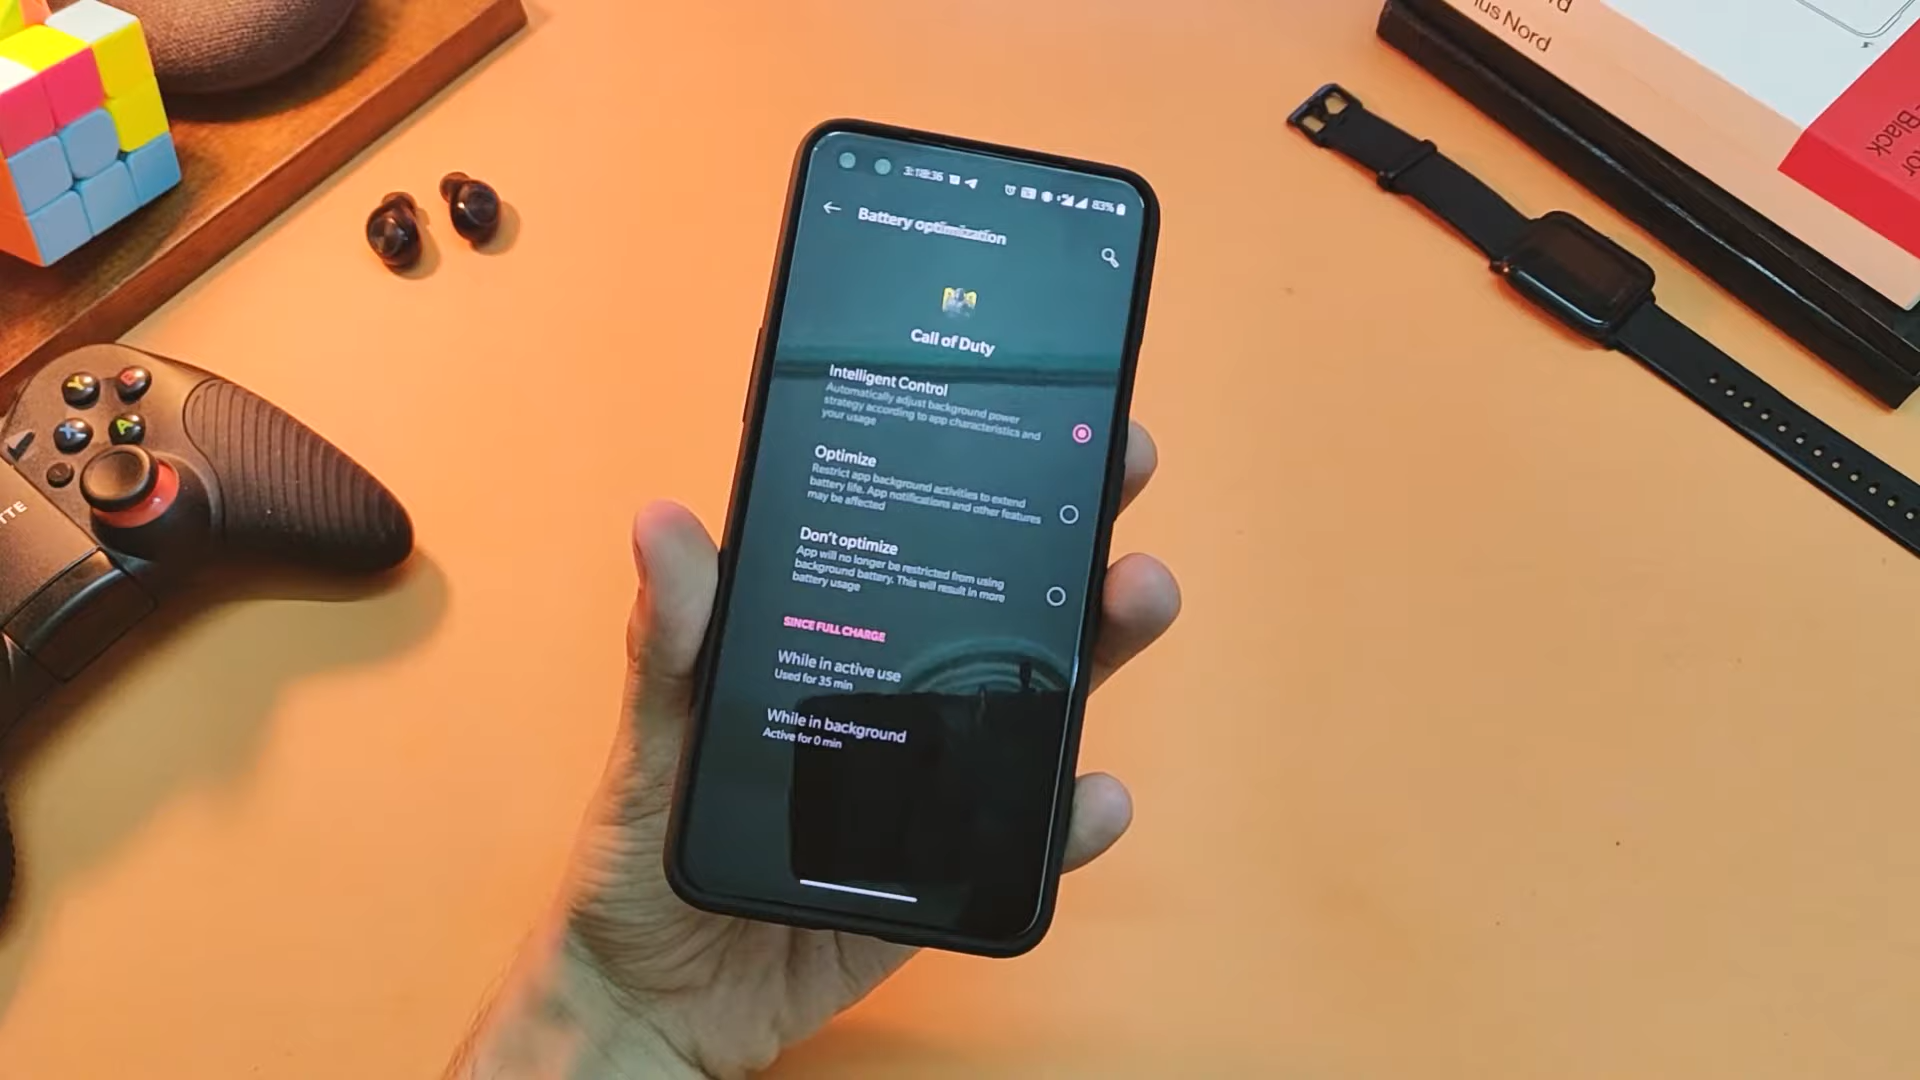 83%
Battery optimization
Call of Duty
Intelligent Control
Automatically adjust background power
strategy according to app characteristics and
your usage
Optimize
Restrict app background activities to extend
battery life. App notifications and other features
may be affected
Don't optimize
App will no longer be restricted from using
background battery. This will result in more
battery usage
SINCE FULL CHARGE
While in active use
Used for 35 min
While in background
Active for 0 min
Y
B
X
A
TTE
rd
lus Nord
Black
or